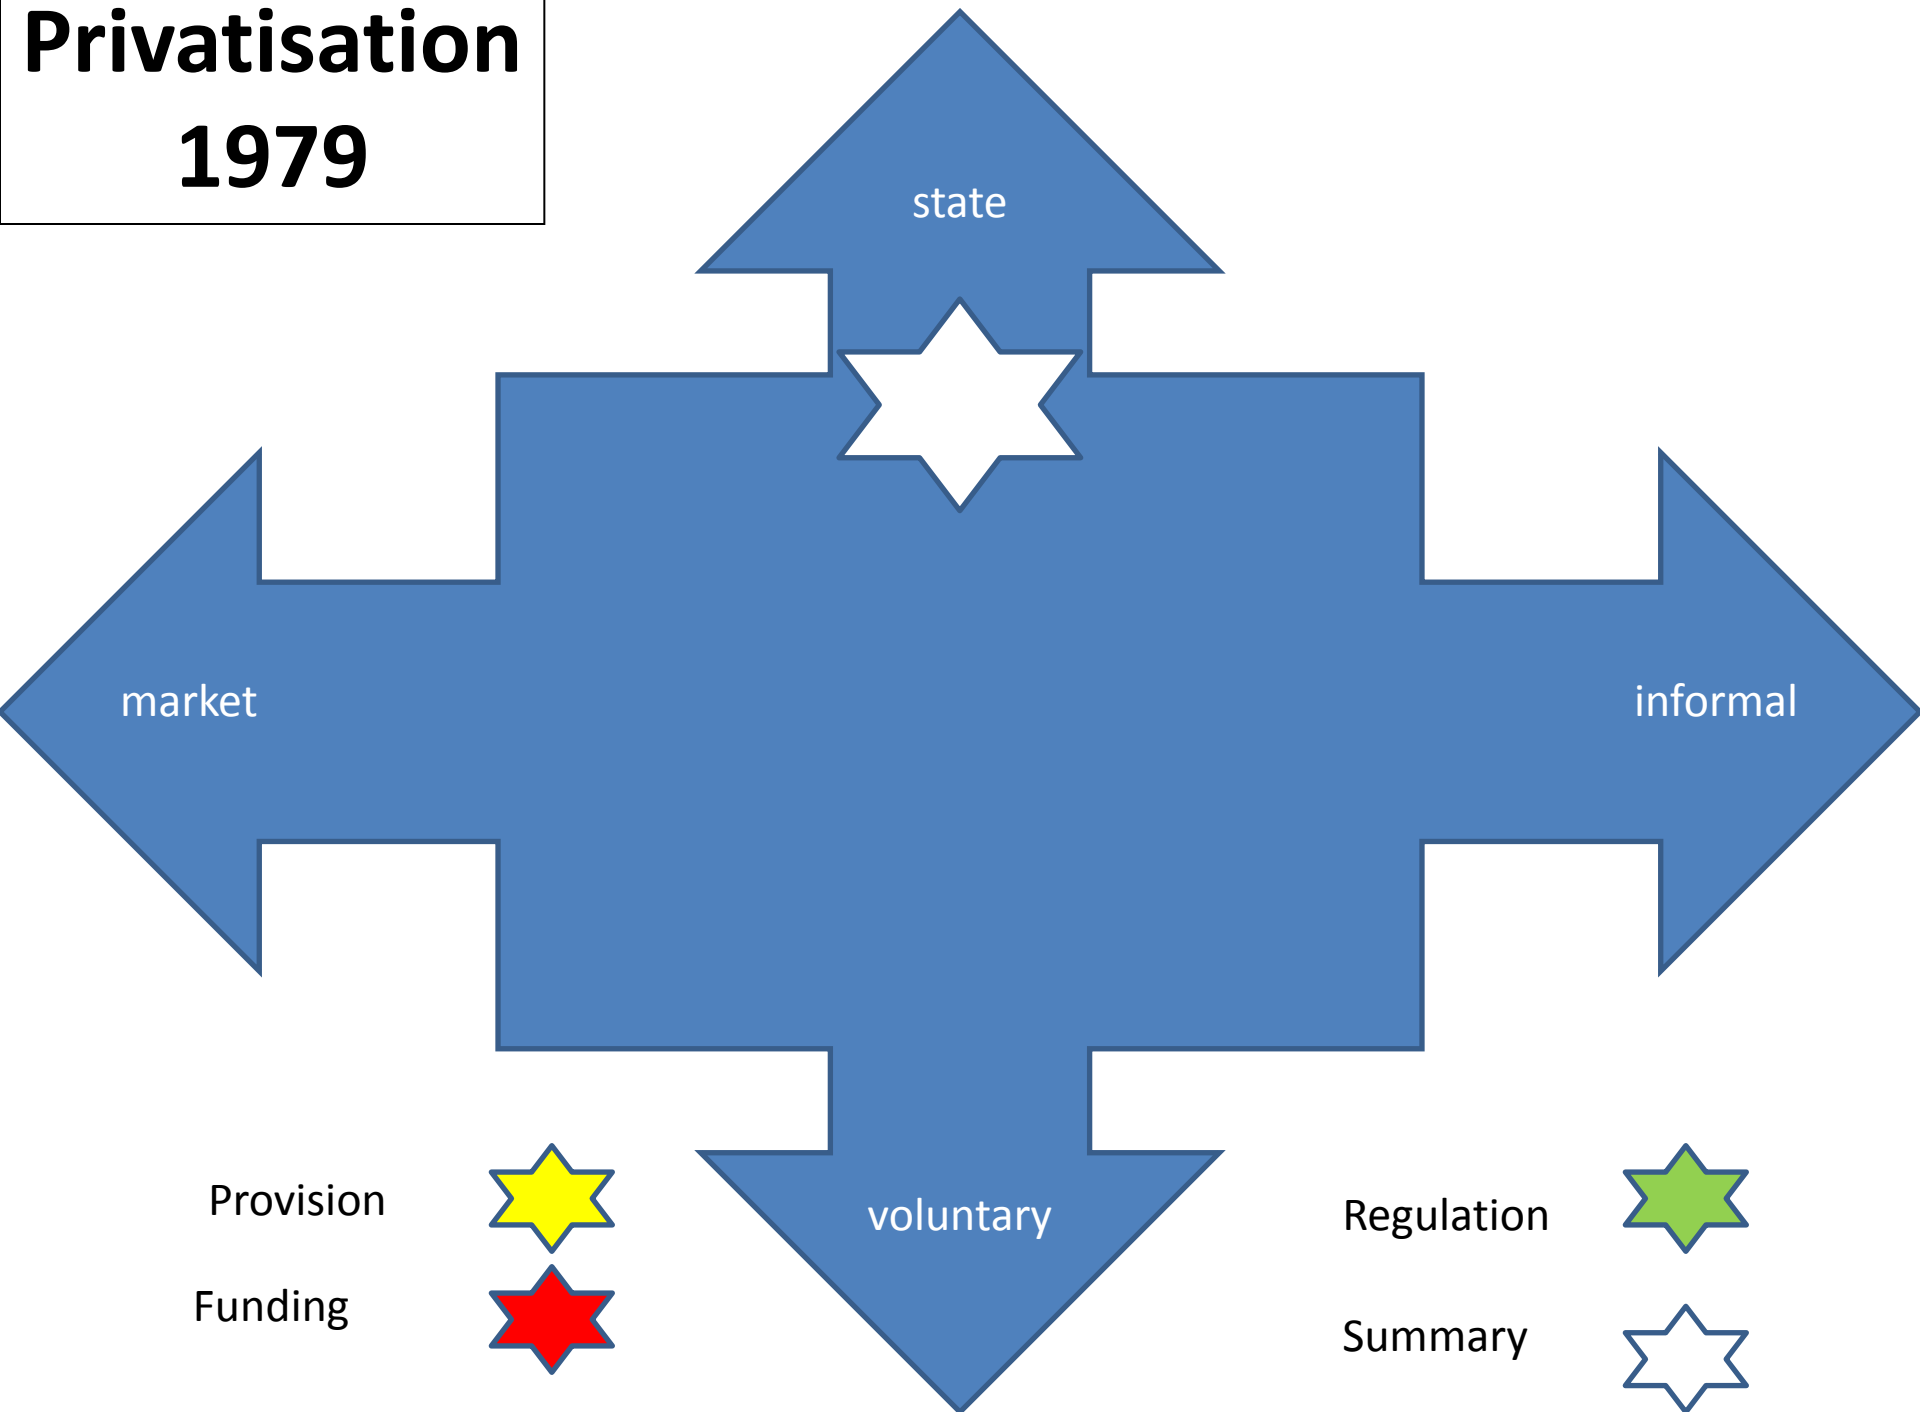 Privatisation
1979
state
market
informal
voluntary
Provision
Funding
Regulation
Summary